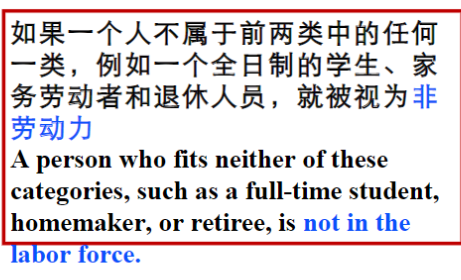 如果一个人不属于前两类中的任何
一类，例如一个全日制的学生、家
务劳动者和退休人员，就被视为非
劳动力
A person who fits neither of these
categories, such as a full-time student,
homemaker, or retiree, is not in the
labor force.